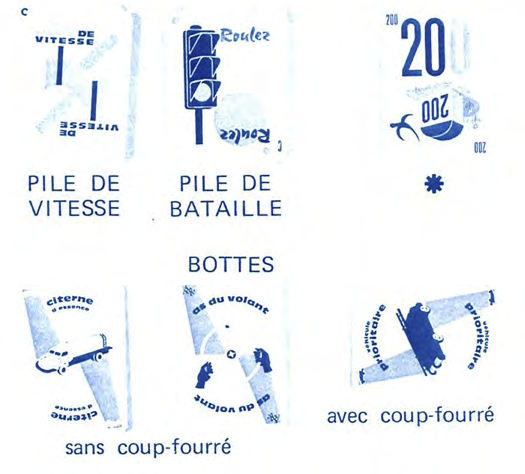 C
DE
VITESSE
DE
VITESSE
Roulez
Roulez
200
200
200
200
PILE DE
VITESSE
PILE DE
BATAILLE
*
BOTTES
citerne
d'essence
citerne
d'essence
as du volant
as du volant
véhicule
prioritaire
véhicule
prioritaire
sans coup-fourré
avec coup-fourré